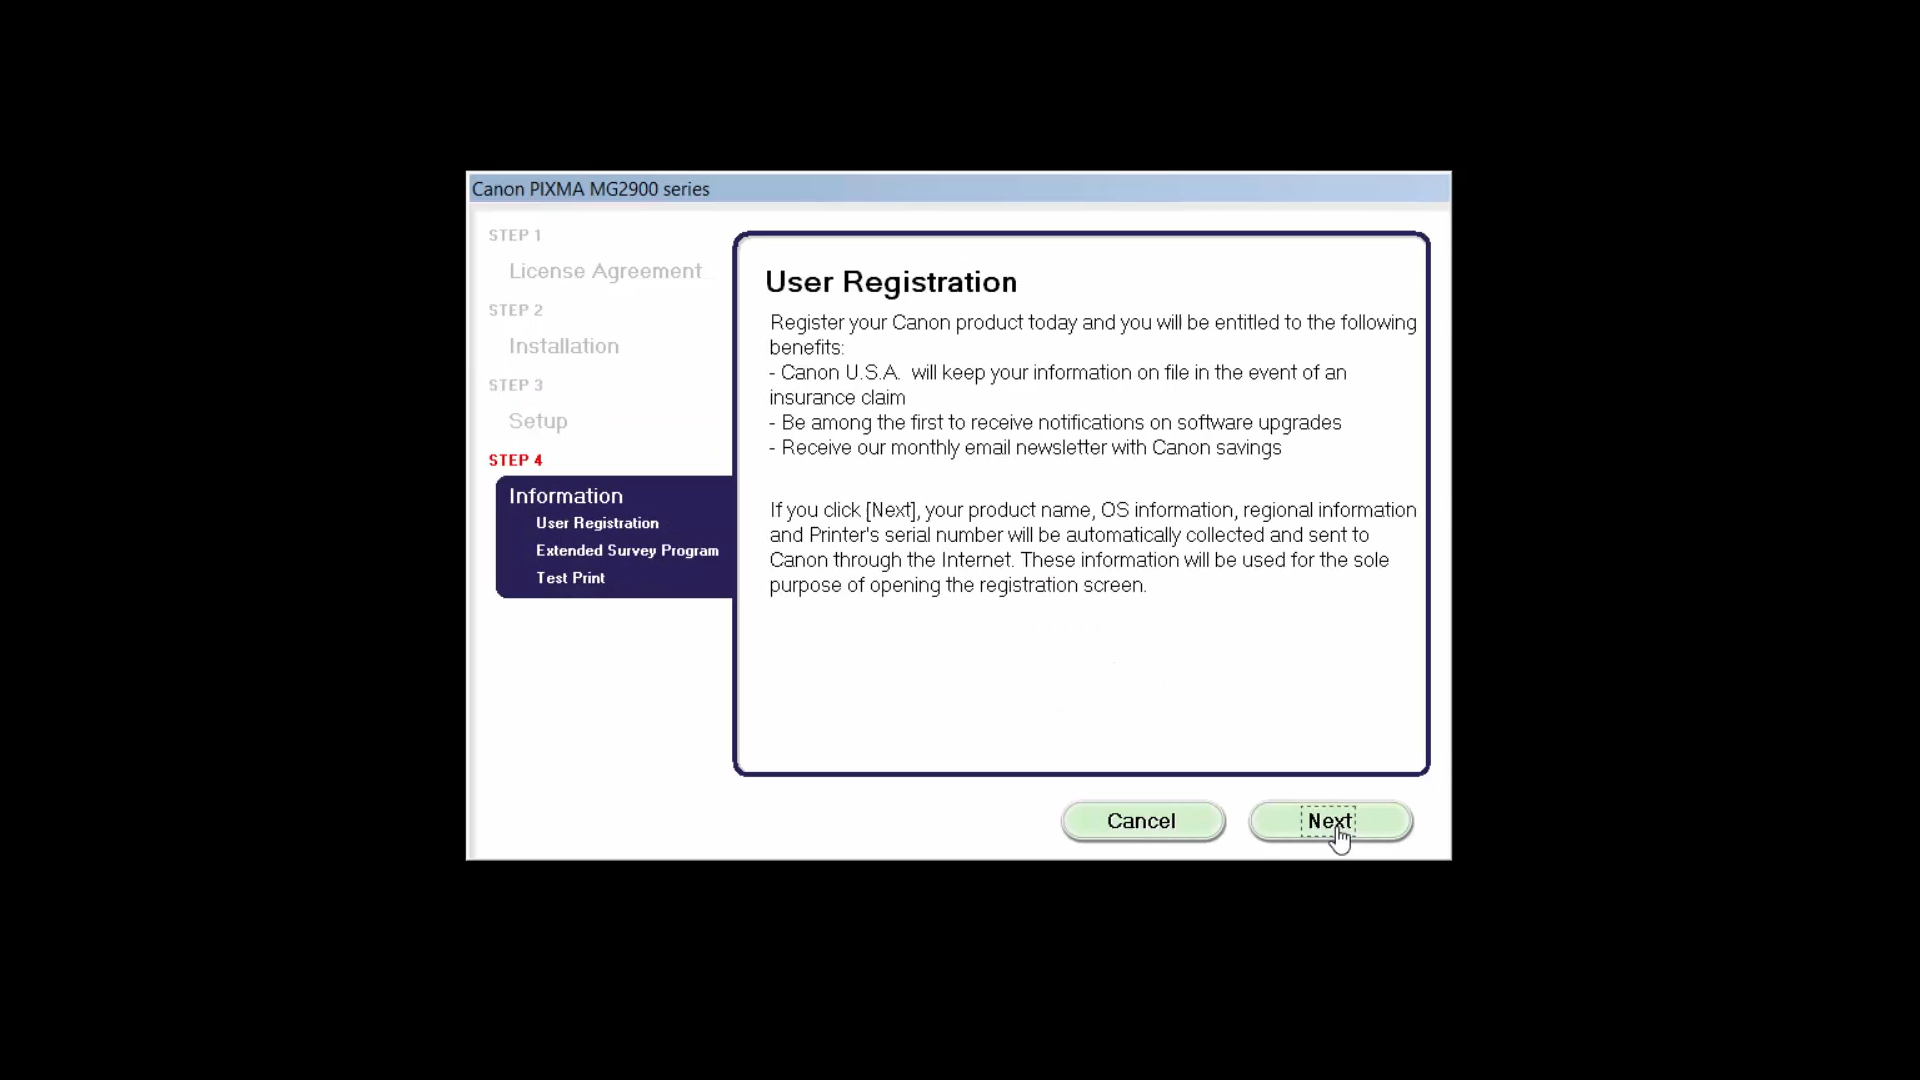 Canon PIXMA MG2900 series
STEP 1
License Agreement
STEP 2
Installation
STEP 3
Setup
STEP 4
Information
User Registration
Extended Survey Program
Test Print
User Registration
Register your Canon product today and you will be entitled to the following
benefits:
- Canon U.S.A.  will keep your information on file in the event of an
insurance claim
- Be among the first to receive notifications on software upgrades
- Receive our monthly email newsletter with Canon savings
If you click [Next], your product name, OS information, regional information
and Printer's serial number will be automatically collected and sent to
Canon through the Internet. These information will be used for the sole
purpose of opening the registration screen.
Cancel
Next